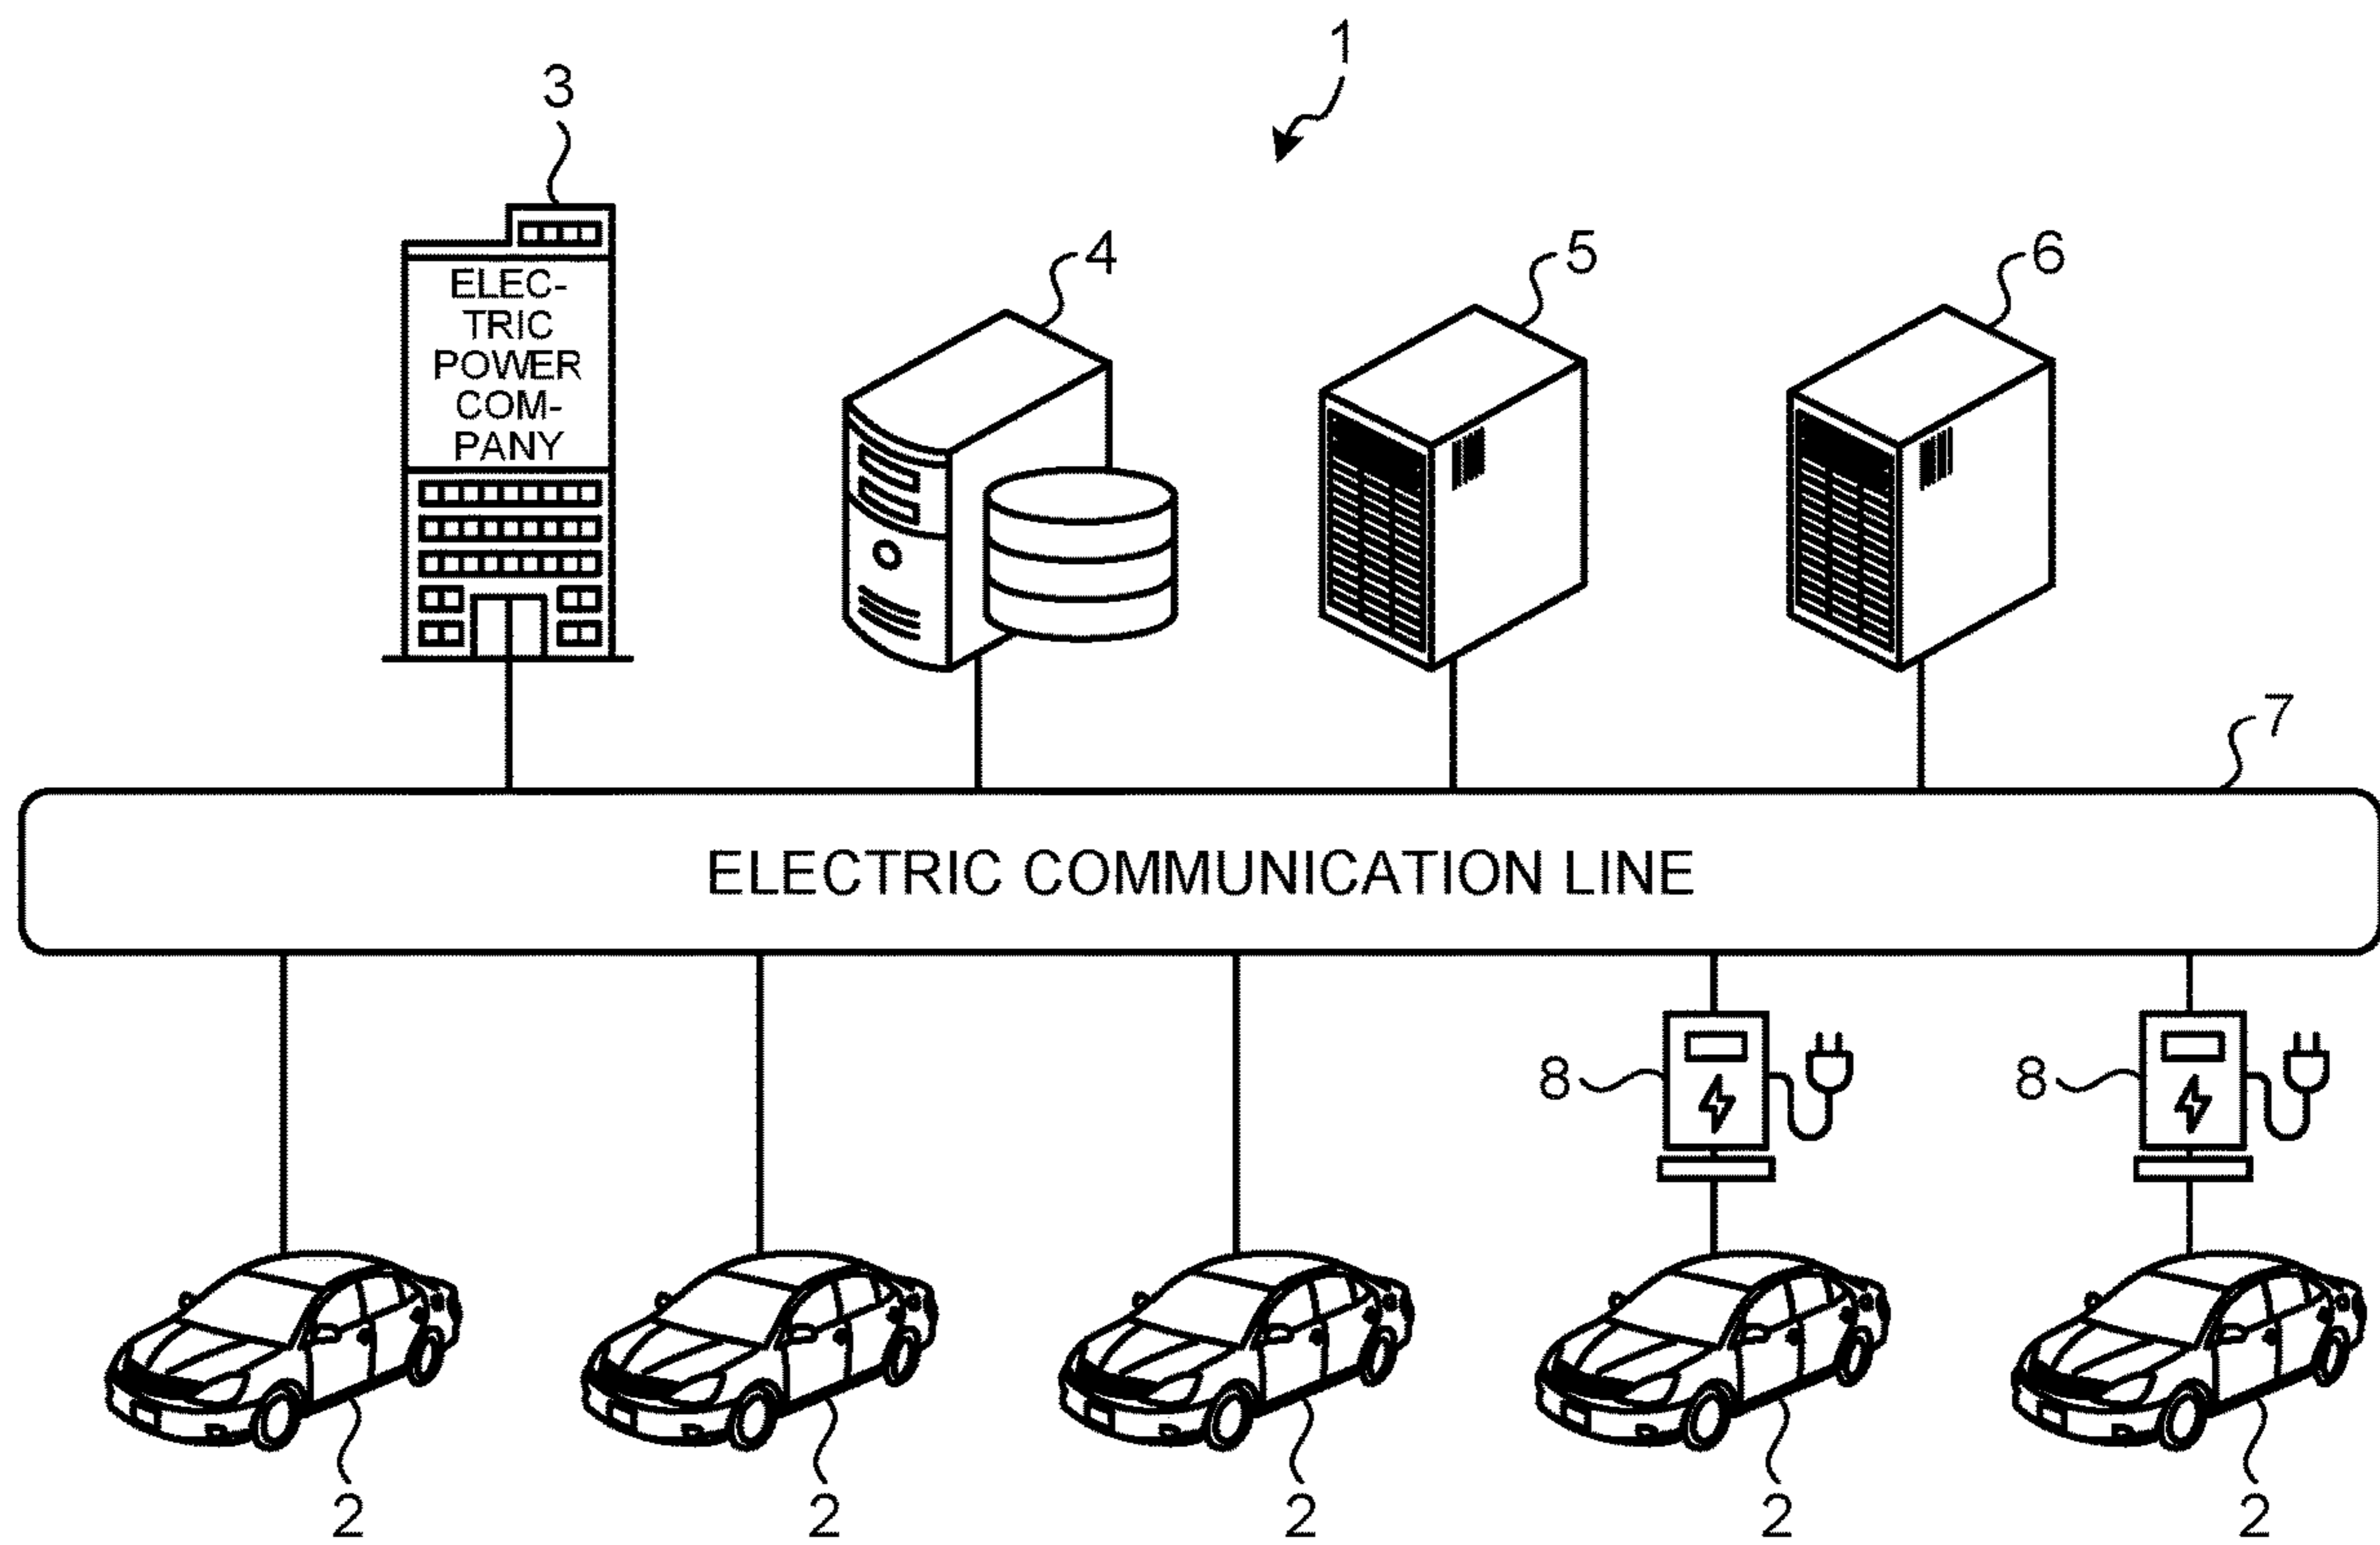 1
3
4
5
6
ELEC-
TRIC
POWER
COM-
PANY
7
ELECTRIC COMMUNICATION LINE
8
8
2
2
2
2
2